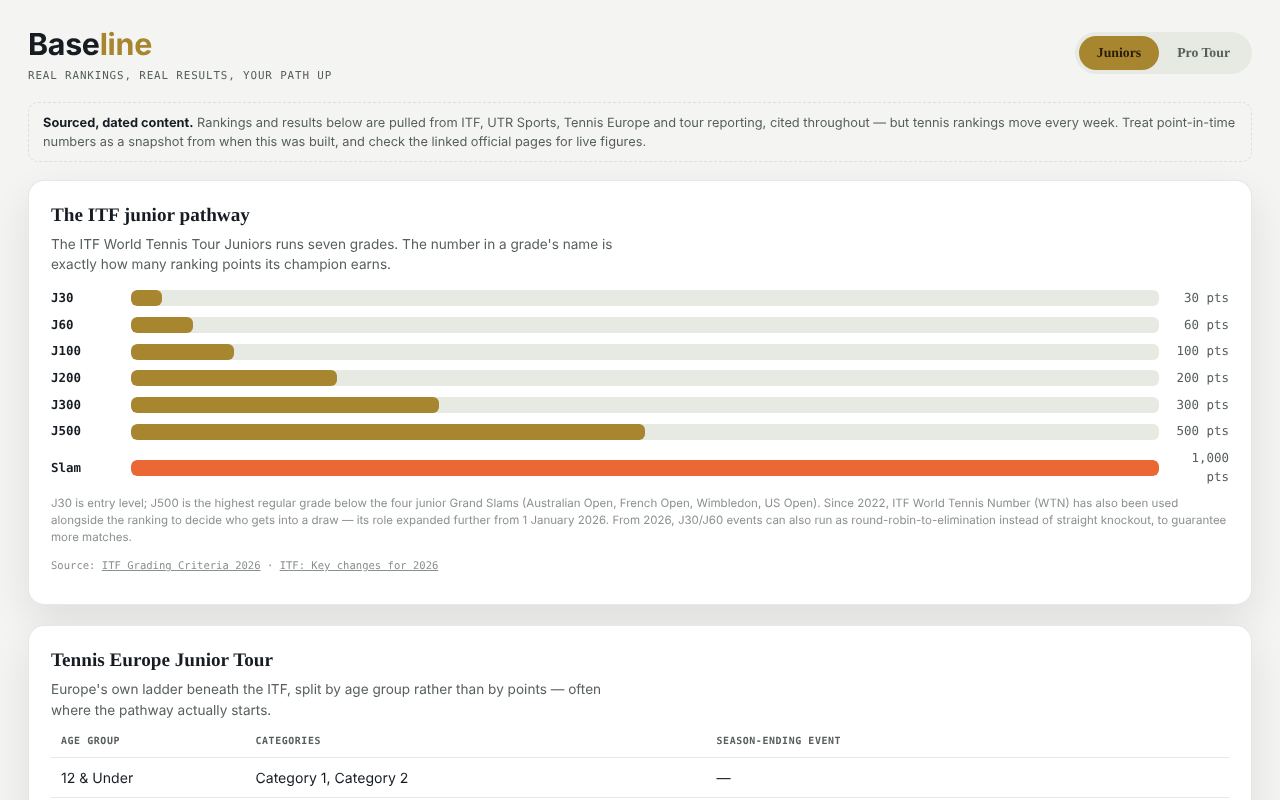 Baseline
REAL RANKINGS, REAL RESULTS, YOUR PATH UP
Juniors
Pro Tour
Sourced, dated content. Rankings and results below are pulled from ITF, UTR Sports, Tennis Europe and tour reporting, cited throughout — but tennis rankings move every week. Treat point-in-time
numbers as a snapshot from when this was built, and check the linked official pages for live figures.
The ITF junior pathway
The ITF World Tennis Tour Juniors runs seven grades. The number in a grade's name is
exactly how many ranking points its champion earns.
J30 30 pts
J60 60 pts
J100 100 pts
J200 200 pts
J300 300 pts
J500 500 pts
Slam 1,000
pts
J30 is entry level; J500 is the highest regular grade below the four junior Grand Slams (Australian Open, French Open, Wimbledon, US Open). Since 2022, ITF World Tennis Number (WTN) has also been used
alongside the ranking to decide who gets into a draw — its role expanded further from 1 January 2026. From 2026, J30/J60 events can also run as round-robin-to-elimination instead of straight knockout, to guarantee
more matches.
Source: ITF Grading Criteria 2026 · ITF: Key changes for 2026
Tennis Europe Junior Tour
Europe's own ladder beneath the ITF, split by age group rather than by points — often
where the pathway actually starts.
AGE GROUP CATEGORIES SEASON-ENDING EVENT
12 & Under Category 1, Category 2 —